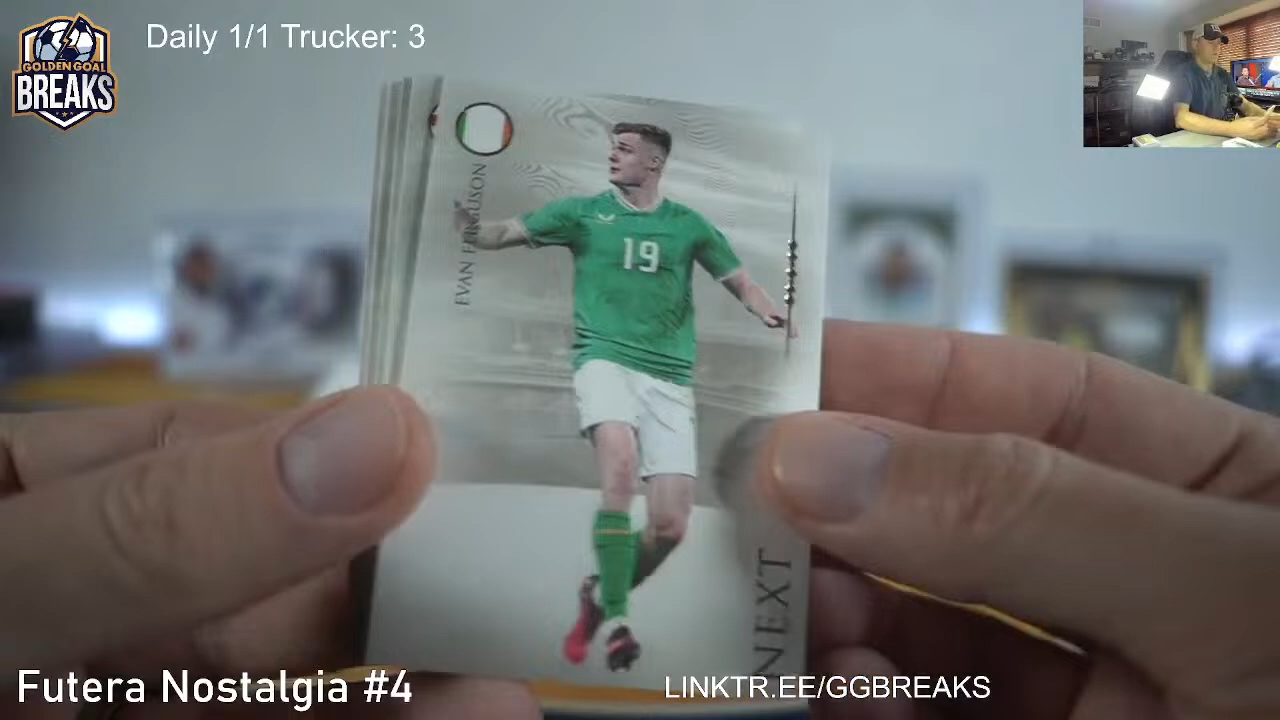 GOLDEN GOAL
BREAKS
Daily 1/1 Trucker: 3
EVAN FERGUSON
19
NEXT
Futera Nostalgia #4
LINKTR.EE/GGBREAKS